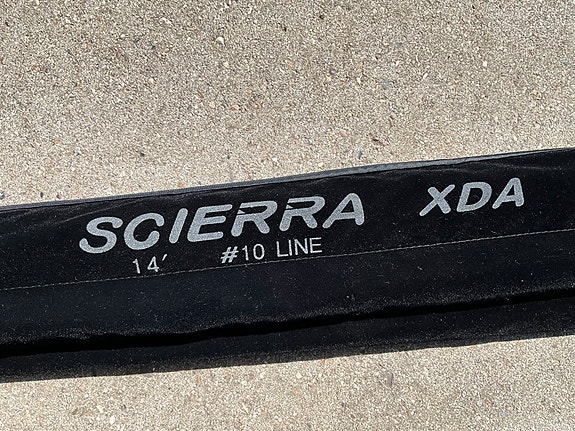 SCIERRA XDA
14' #10 LINE